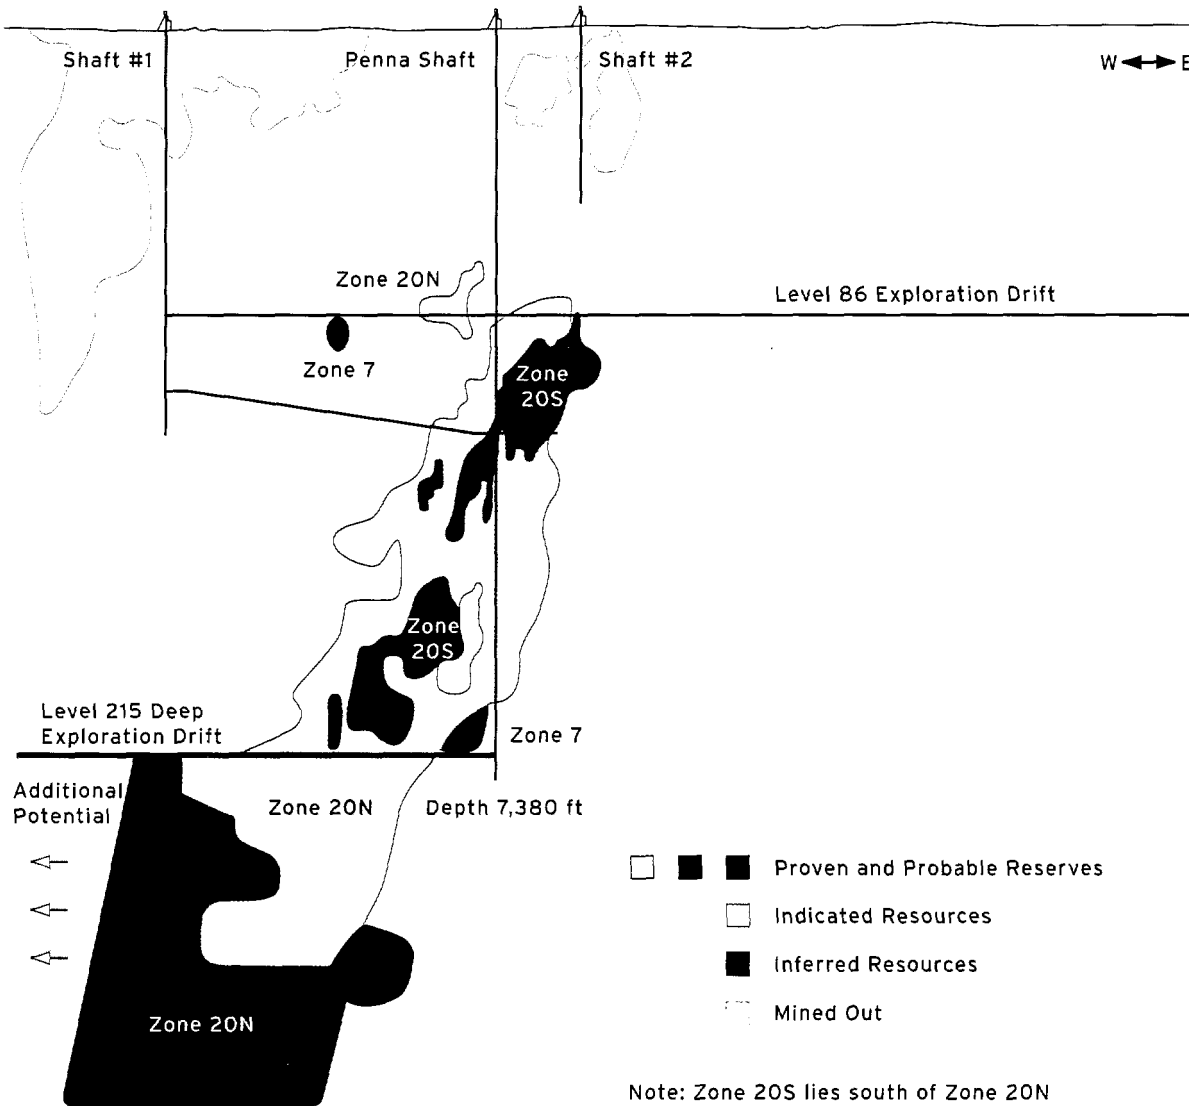 Shaft #1
Penna Shaft
Shaft #2
W
E
Zone 20N
Level 86 Exploration Drift
Zone 7
Zone
20S
Zone
20S
Level 215 Deep
Exploration Drift
Zone 7
Additional
Potential
Zone 20N
Depth 7,380 ft
Proven and Probable Reserves
Indicated Resources
Inferred Resources
Mined Out
Zone 20N
Note: Zone 20S lies south of Zone 20N